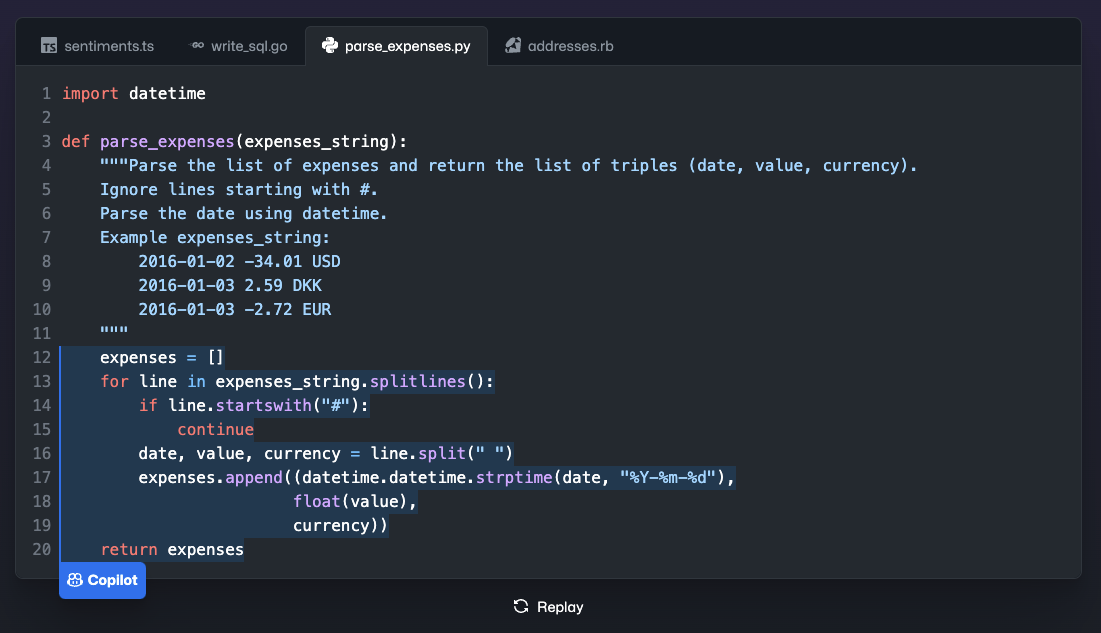 sentiments.ts write_sql.go parse_expenses.py addresses.rb
1 import datetime
2
3 def parse_expenses(expenses_string):
4     """Parse the list of expenses and return the list of triples (date, value, currency).
5     Ignore lines starting with #.
6     Parse the date using datetime.
7     Example expenses_string:
8         2016-01-02 -34.01 USD
9         2016-01-03 2.59 DKK
10         2016-01-03 -2.72 EUR
11     """
12     expenses = []
13     for line in expenses_string.splitlines():
14         if line.startswith("#"):
15             continue
16         date, value, currency = line.split(" ")
17         expenses.append((datetime.datetime.strptime(date, "%Y-%m-%d"),
18                         float(value),
19                         currency))
20     return expenses
Copilot
Replay